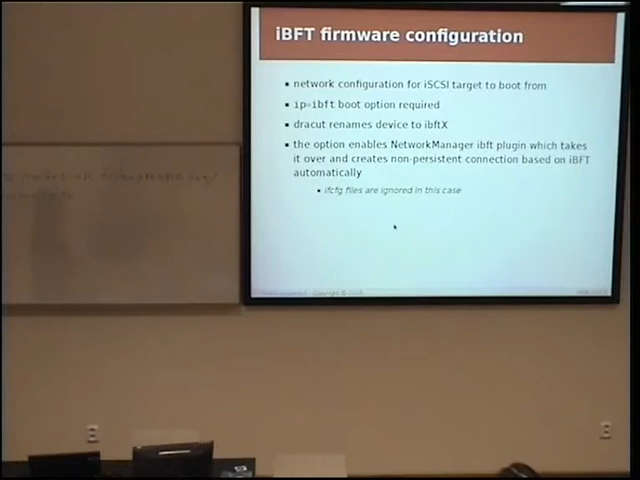 iBFT firmware configuration
network configuration for iSCSI target to boot from
ip=ibft boot option required
dracut renames device to ibftX
the option enables NetworkManager ibft plugin which takes
it over and creates non-persistent connection based on iBFT
automatically
ifcfg files are ignored in this case